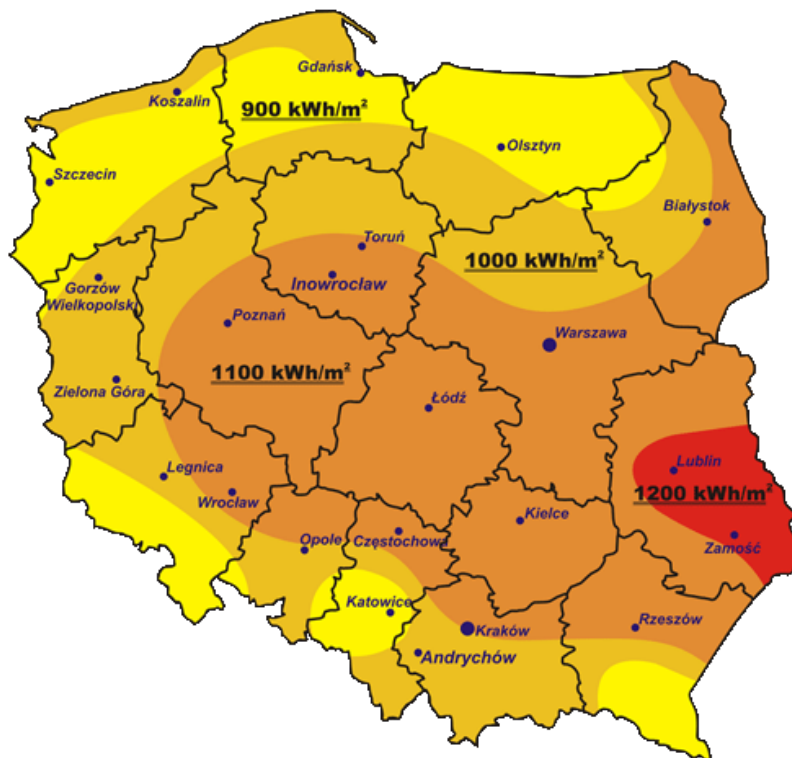 Gdańsk
Koszalin
900 kWh/m²
Olsztyn
Szczecin
Białystok
Toruń
1000 kWh/m²
Inowrocław
Gorzów
Wielkopolski
Poznań
Warszawa
1100 kWh/m²
Zielona Góra
Łódź
Legnica
Lublin
Wrocław
1200 kWh/m²
Kielce
Opole
Częstochowa
Zamość
Katowice
Kraków
Rzeszów
Andrychów